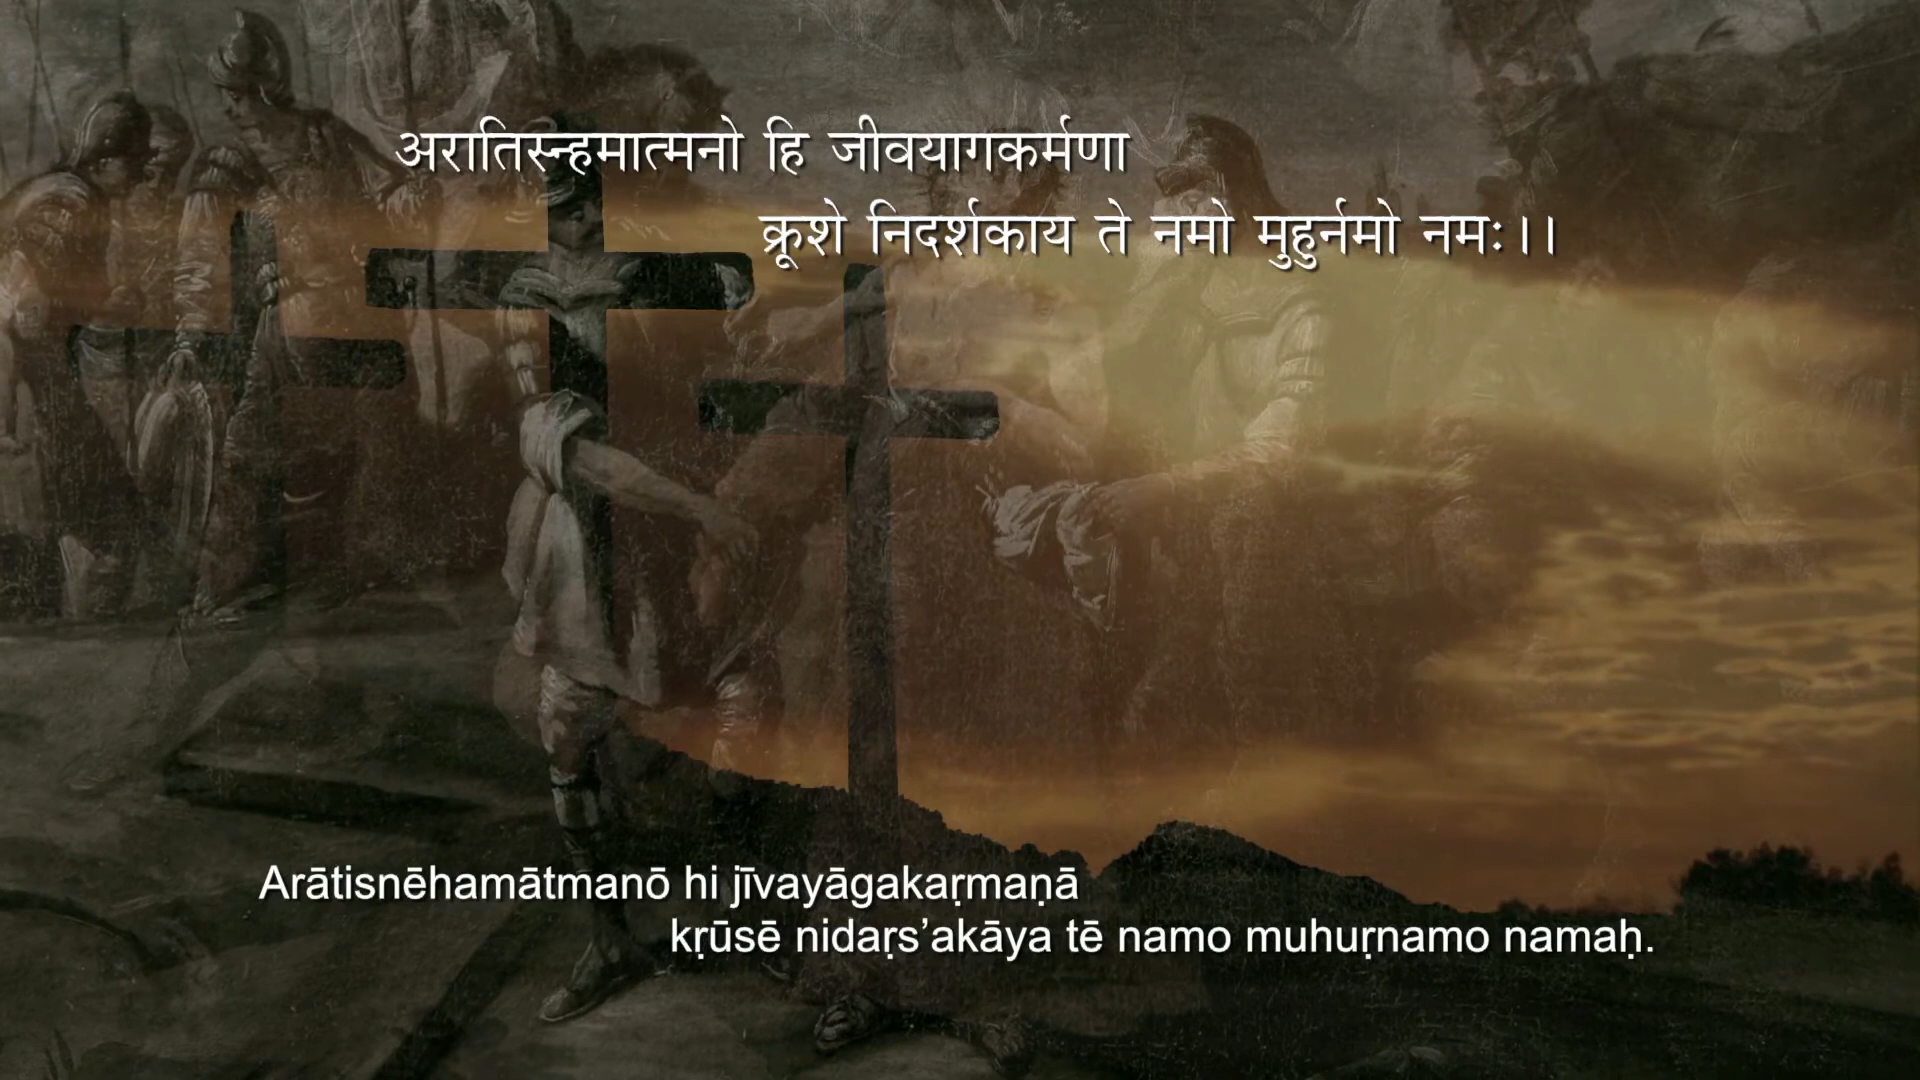 अरातिस्न्हमात्मनो हि जीवयागकर्मणा
क्रूशे निदर्शकाय ते नमो मुहुर्नमो नमः।।
Arātisnēhamātmanō hi jīvayāgakaṛmaṇā
kṛūsē nidaṛs’akāya tē namo muhuṛnamo namaḥ.